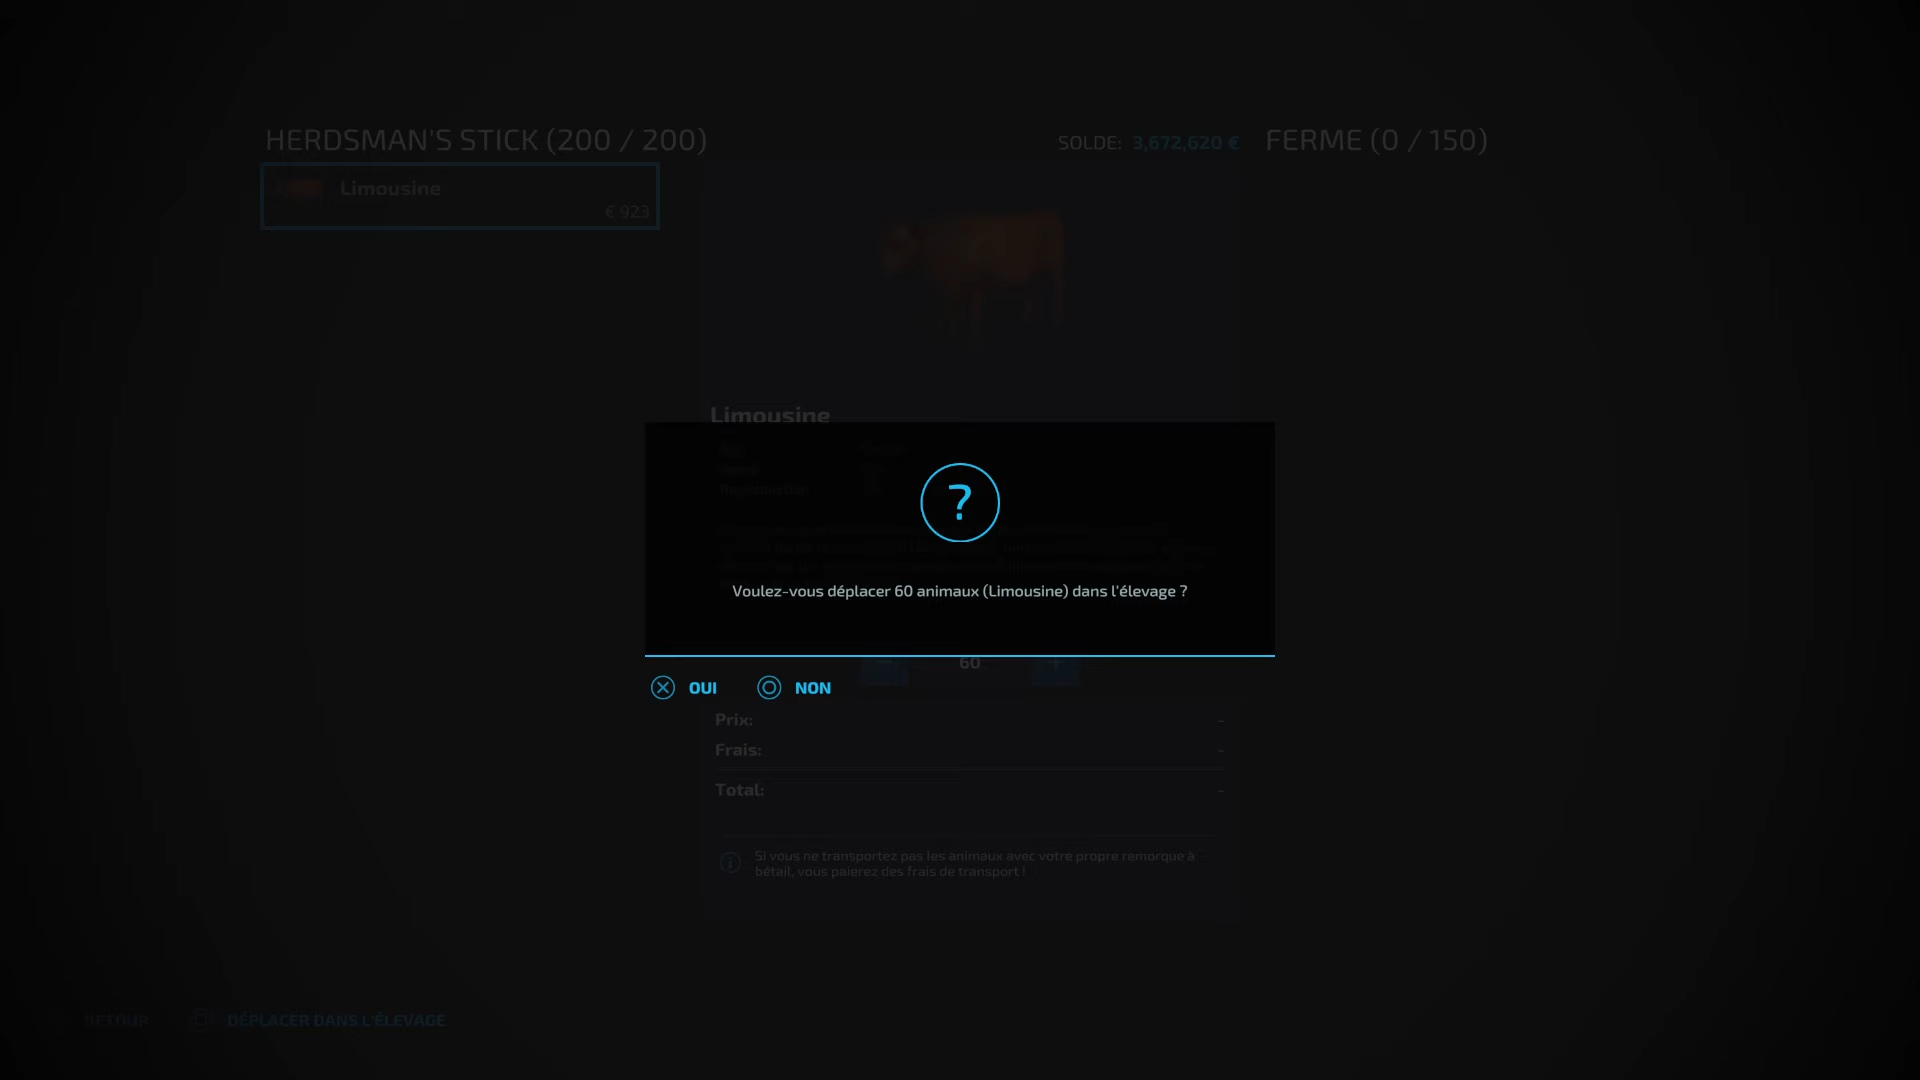 HERDSMAN'S STICK (200 / 200)
SOLDE: 3,672,620 €
FERME (0 / 150)
Limousine
€ 923
Limousine
Voulez-vous déplacer 60 animaux (Limousine) dans l'élevage ?
60
OUI
NON
Prix: -
Frais: -
Total: -
Si vous ne transportez pas les animaux avec votre propre remorque à
bétail, vous paierez des frais de transport !
RETOUR
DÉPLACER DANS L'ÉLEVAGE